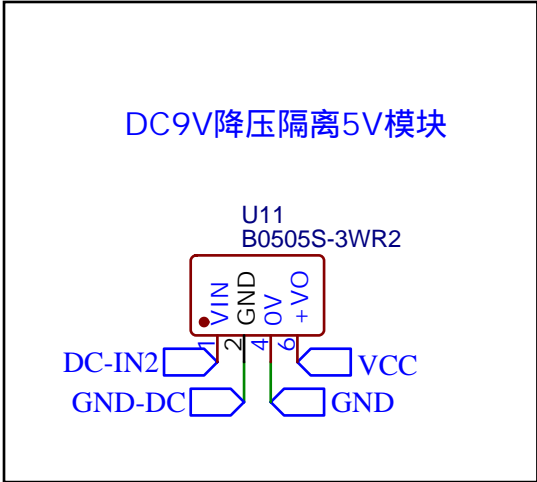 DC9V降压隔离5V模块
U11
B0505S-3WR2
VIN
GND
0V
+VO
1
2
4
6
DC-IN2
VCC
GND-DC
GND